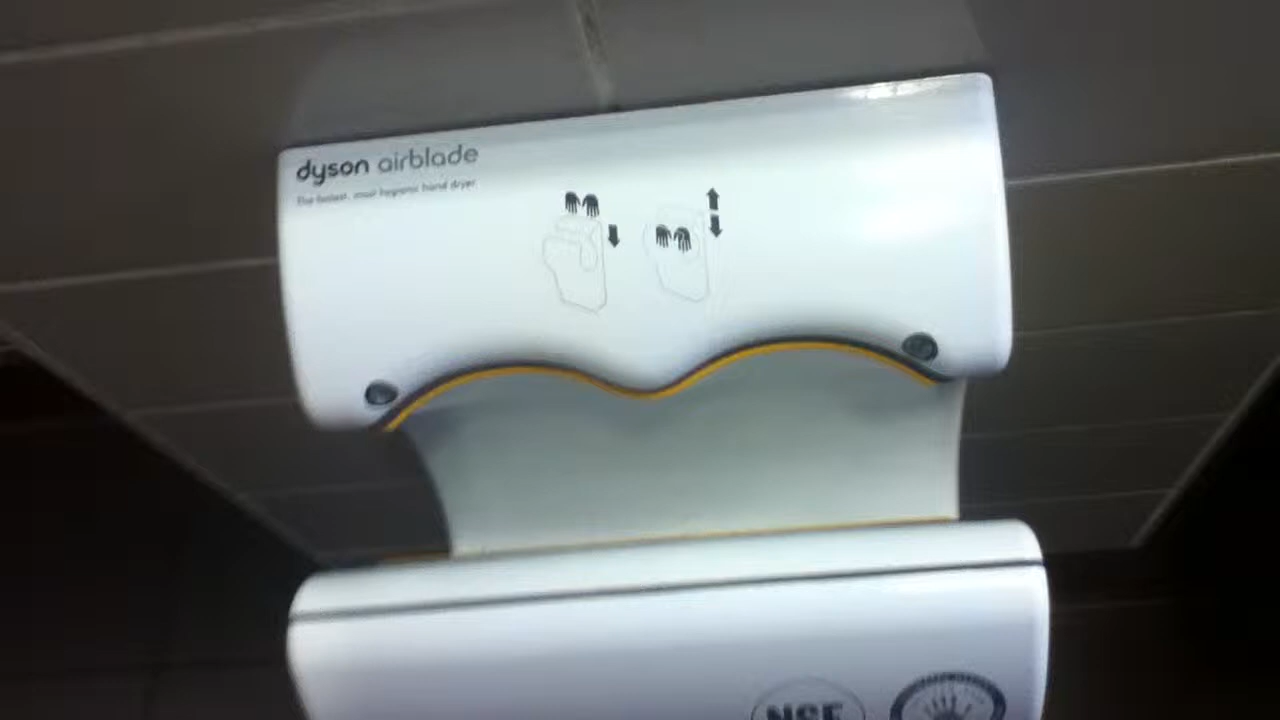 dyson airblade
The fastest, most hygienic hand dryer
NSF